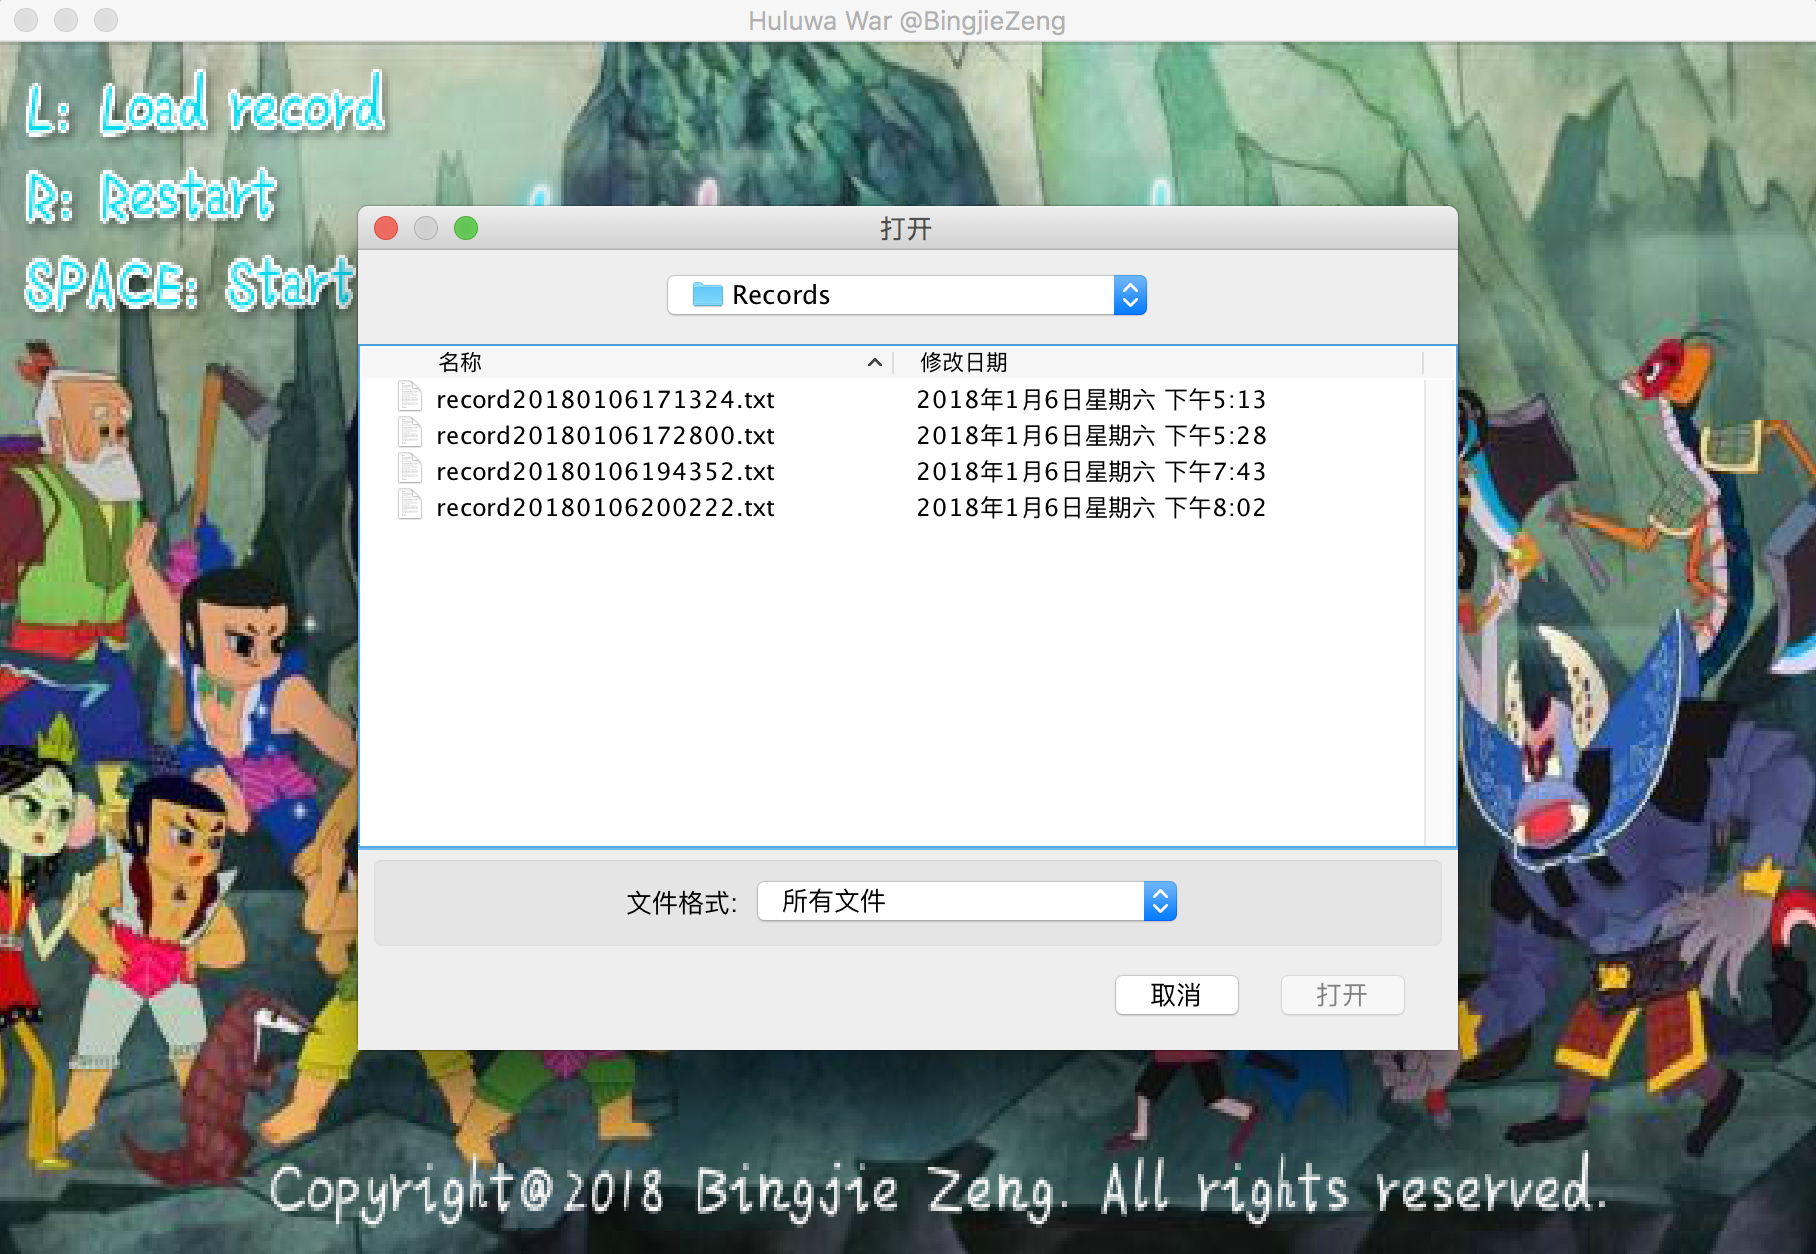 Huluwa War @BingjieZeng
L: Load record
R: Restart
SPACE: Start
打开
Records
名称 修改日期
record20180106171324.txt 2018年1月6日星期六 下午5:13
record20180106172800.txt 2018年1月6日星期六 下午5:28
record20180106194352.txt 2018年1月6日星期六 下午7:43
record20180106200222.txt 2018年1月6日星期六 下午8:02
文件格式: 所有文件
取消 打开
Copyright@2018 Bingjie Zeng. All rights reserved.